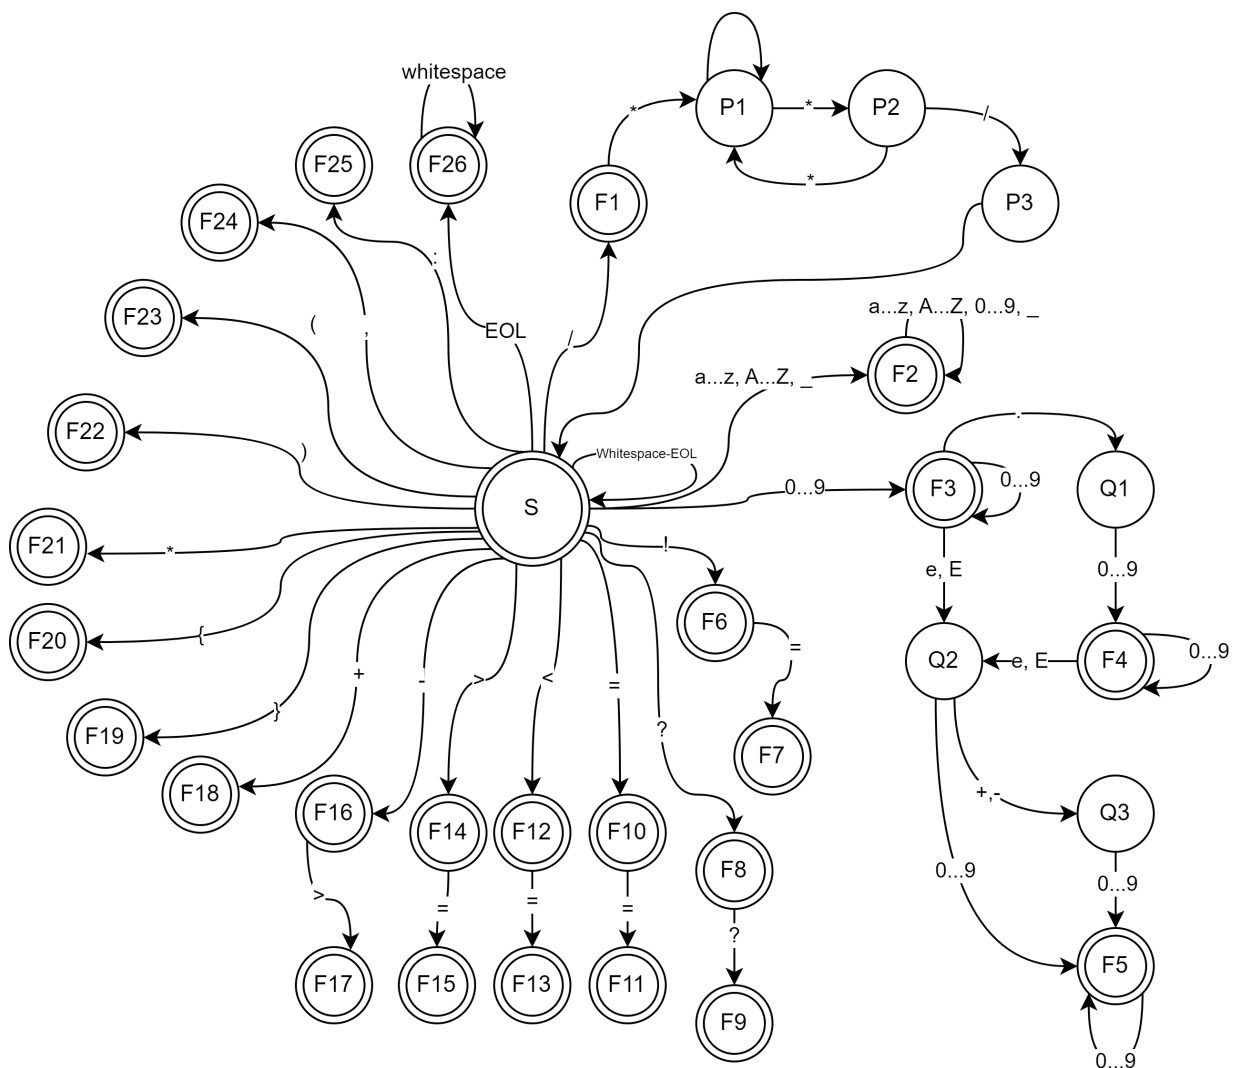 whitespace
P1
*
P2
/
*
*
F25
F26
F1
P3
F24
:
F23
(
,
EOL
/
a...z, A...Z, 0...9, _
F2
a...z, A...Z, _
.
F22
)
Whitespace-EOL
S
0...9
F3
0...9
Q1
F21
*
!
e, E
0...9
F20
{
F6
=
Q2
e, E
F4
0...9
+
-
>
<
=
}
F19
?
F7
F18
F16
F14
F12
F10
+,-
Q3
F8
0...9
0...9
>
=
=
=
?
F17
F15
F13
F11
F5
F9
0...9